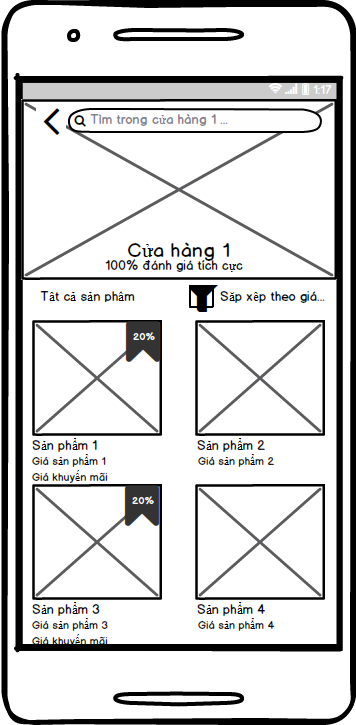 1:17
Tìm trong cửa hàng 1 ...
Cửa hàng 1
100% đánh giá tích cực
Tất cả sản phẩm
Sắp xếp theo giá...
20%
Sản phẩm 1
Giá sản phẩm 1
Giá khuyến mãi
Sản phẩm 2
Giá sản phẩm 2
20%
Sản phẩm 3
Giá sản phẩm 3
Giá khuyến mãi
Sản phẩm 4
Giá sản phẩm 4